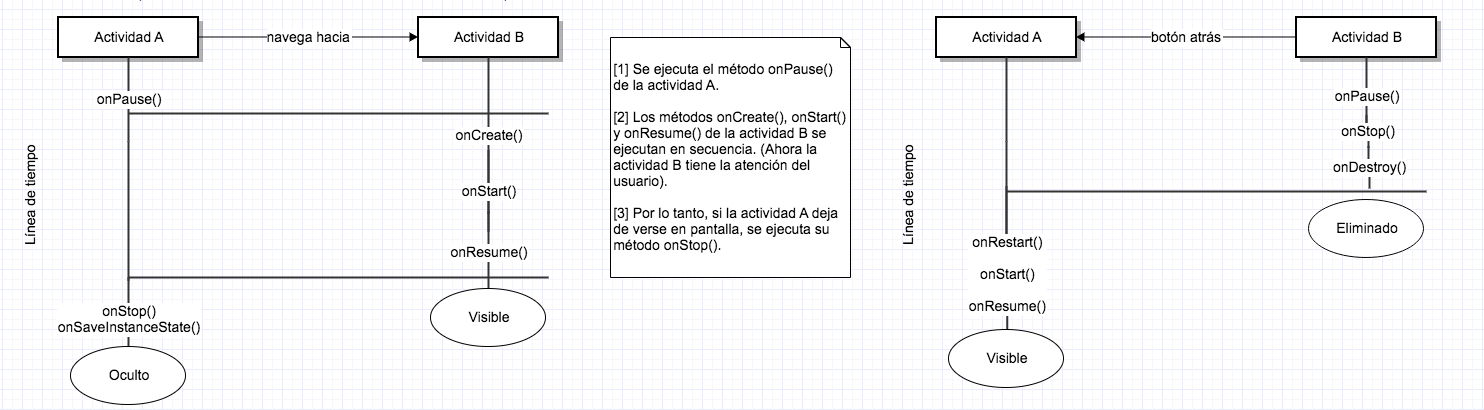 Actividad A
navega hacia
Actividad B
onPause()
onCreate()
onStart()
onResume()
onStop()
onSaveInstanceState()
Visible
Oculto
Línea de tiempo
[1] Se ejecuta el método onPause()
de la actividad A.
[2] Los métodos onCreate(), onStart()
y onResume() de la actividad B se
ejecutan en secuencia. (Ahora la
actividad B tiene la atención del
usuario).
[3] Por lo tanto, si la actividad A deja
de verse en pantalla, se ejecuta su
método onStop().
Actividad A
botón atrás
Actividad B
onPause()
onStop()
onDestroy()
Eliminado
Línea de tiempo
onRestart()
onStart()
onResume()
Visible